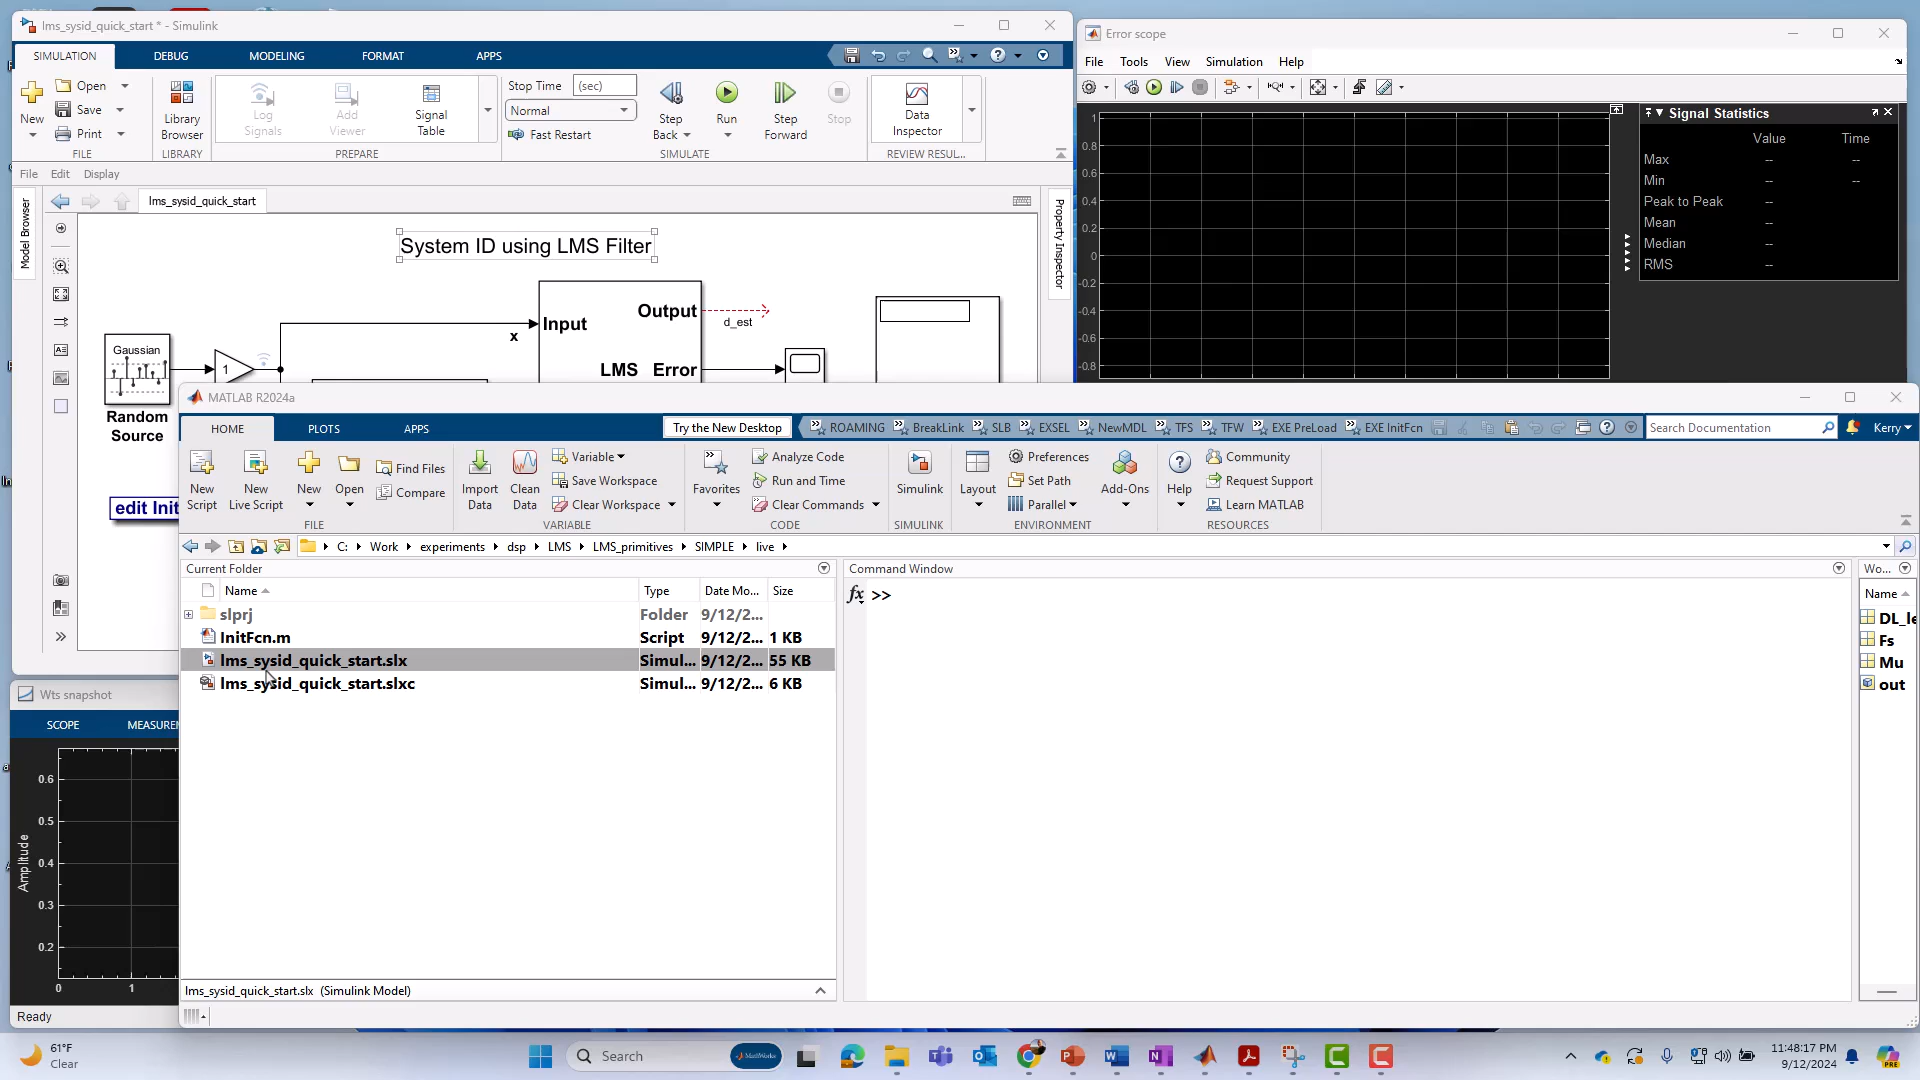 lms_sysid_quick_start * - Simulink
SIMULATION DEBUG MODELING FORMAT APPS
New Open Save Print FILE
Library Browser LIBRARY
Log Signals Add Viewer Signal Table PREPARE
Stop Time (sec)
Normal
Fast Restart
Step Back Run Step Forward Stop SIMULATE
Data Inspector REVIEW RESUL...
File Edit Display
Model Browser
lms_sysid_quick_start
Property Inspector
System ID using LMS Filter
Gaussian
Random Source
1
x
Input Output
LMS Error
d_est
edit Init
Error scope
File Tools View Simulation Help
1
0.8
0.6
0.4
0.2
0
-0.2
-0.4
-0.6
-0.8
Signal Statistics
Value Time
Max -- --
Min -- --
Peak to Peak --
Mean --
Median --
RMS --
MATLAB R2024a
HOME PLOTS APPS
Try the New Desktop
ROAMING BreakLink SLB EXSEL NewMDL TFS TFW EXE PreLoad EXE InitFcn
Search Documentation
Kerry
New Script New Live Script New Open Find Files Compare FILE
Import Data Clean Data Variable Save Workspace Clear Workspace VARIABLE
Favorites Analyze Code Run and Time Clear Commands CODE
Simulink SIMULINK
Layout Preferences Set Path Parallel Add-Ons ENVIRONMENT
Help Community Request Support Learn MATLAB RESOURCES
C: Work experiments dsp LMS LMS_primitives SIMPLE live
Current Folder
Name Type Date Mo... Size
slprj Folder 9/12/2...
InitFcn.m Script 9/12/2... 1 KB
lms_sysid_quick_start.slx Simul... 9/12/2... 55 KB
lms_sysid_quick_start.slxc Simul... 9/12/2... 6 KB
lms_sysid_quick_start.slx (Simulink Model)
Command Window
fx >>
Wo...
Name
DL_le
Fs
Mu
out
Wts snapshot
SCOPE MEASUREM
Amplitude
0.6
0.5
0.4
0.3
0.2
0 1
Ready
61°F
Clear
Search
MathWorks
11:48:17 PM
9/12/2024
PRE